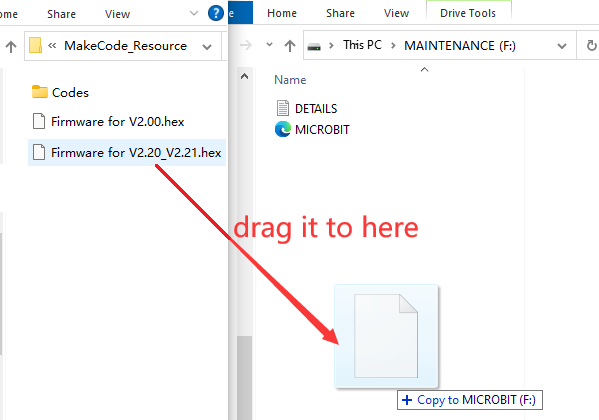 ome Share View
Home Share View Drive Tools
« MakeCode_Resource
This PC MAINTENANCE (F:)
Codes
Firmware for V2.00.hex
Firmware for V2.20_V2.21.hex
Name
DETAILS
MICROBIT
drag it to here
Copy to MICROBIT (F:)